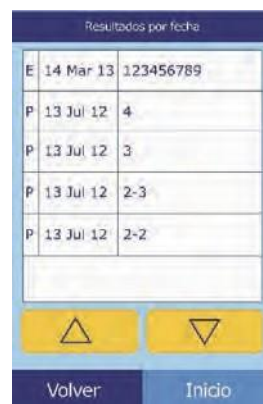 Resultados por fecha
E 14 Mar 13 123456789
P 13 Jul 12 4
P 13 Jul 12 3
P 13 Jul 12 2-3
P 13 Jul 12 2-2
Volver Inicio